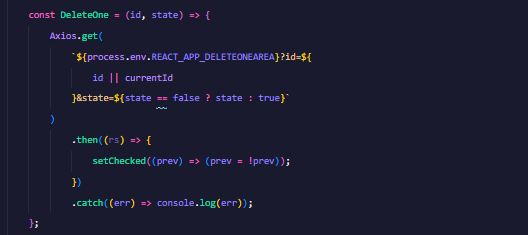 const DeleteOne = (id, state) => {
Axios.get(
`${process.env.REACT_APP_DELETEONEAREA}?id=${
id || currentId
}&state=${state == false ? state : true}`
)
.then((rs) => {
setChecked((prev) => (prev = !prev));
})
.catch((err) => console.log(err));
};